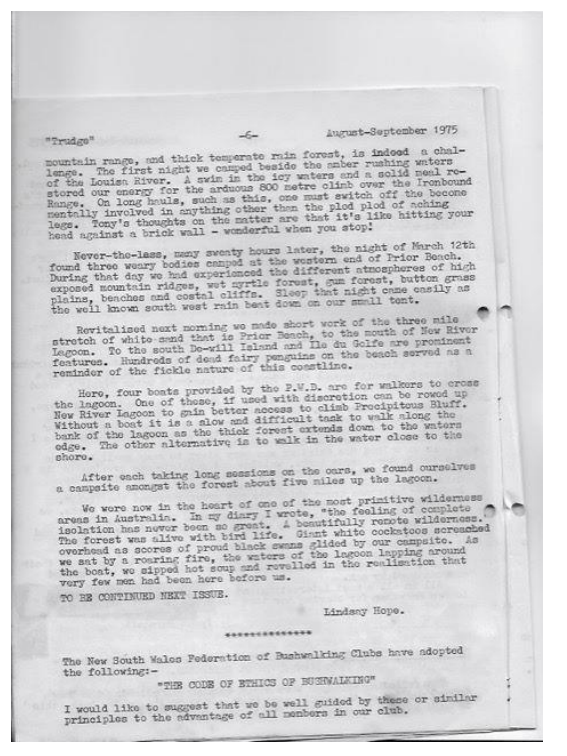 "Trudge" -6- August-September 1975
mountain range, and thick temperate rain forest, is indeed a chal-
lenge. The first night we camped beside the amber rushing waters
of the Louisa River. A swim in the icy waters and a solid meal re-
stored our energy for the arduous 800 metre climb over the Ironbound
Range. On long hauls, such as this, one must switch off the become
mentally involved in anything other than the plod plod of aching
legs. Tony's thoughts on the matter are that it's like hitting your
head against a brick wall - wonderful when you stop!
Never-the-less, many sweaty hours later, the night of March 12th
found three weary bodies camped at the western end of Prior Beach.
During that day we had experienced the different atmospheres of high
exposed mountain ridges, wet myrtle forest, gum forest, button grass
plains, beaches and costal cliffs. Sleep that night came easily as
the well known south west rain beat down on our small tent.
Revitalised next morning we made short work of the three mile
stretch of white sand that is Prior Beach, to the mouth of New River
Lagoon. To the south De-will Island and Ile du Golfe are prominent
features. Hundreds of dead fairy penguins on the beach served as a
reminder of the fickle nature of this coastline.
Here, four boats provided by the P.W.D. are for walkers to cross
the lagoon. One of these, if used with discretion can be rowed up
New River Lagoon to gain better access to climb Precipitous Bluff.
Without a boat it is a slow and difficult task to walk along the
bank of the lagoon as the thick forest extends down to the waters
edge. The other alternative is to walk in the water close to the
shore.
After each taking long sessions on the oars, we found ourselves
a campsite amongst the forest about five miles up the lagoon.
We were now in the heart of one of the most primitive wilderness
areas in Australia. In my diary I wrote, "the feeling of complete
isolation has never been so great. A beautifully remote wilderness."
The forest was alive with bird life. Giant white cockatoos screeched
overhead as scores of proud black swans glided by our campsite. As
we sat by a roaring fire, the waters of the lagoon lapping around
the boat, we sipped hot soup and revelled in the realisation that
very few men had been here before us.
TO BE CONTINUED NEXT ISSUE.
Lindsay Hope.
***************
The New South Wales Federation of Bushwalking Clubs have adopted
the following:-
"THE CODE OF ETHICS OF BUSHWALKING"
I would like to suggest that we be well guided by these or similar
principles to the advantage of all members in our club.